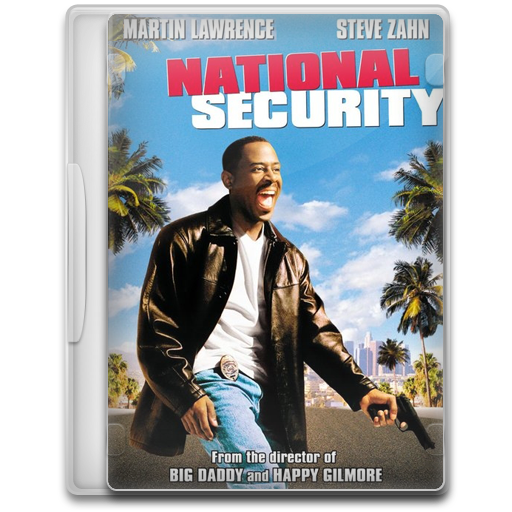 MARTIN LAWRENCE STEVE ZAHN
NATIONAL
SECURITY
From the director of
BIG DADDY and HAPPY GILMORE